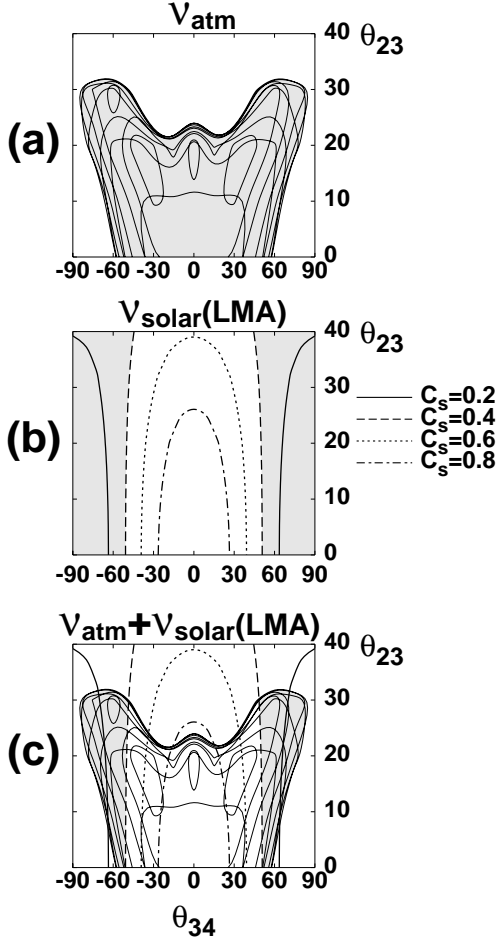 ν_atm
θ_23
(a)
40
30
20
10
0
-90 -60 -30 0 30 60 90
ν_solar(LMA)
θ_23
(b)
40
30
20
10
0
-90 -60 -30 0 30 60 90
C_s=0.2
C_s=0.4
C_s=0.6
C_s=0.8
ν_atm+ν_solar(LMA)
θ_23
(c)
40
30
20
10
0
-90 -60 -30 0 30 60 90
θ_34